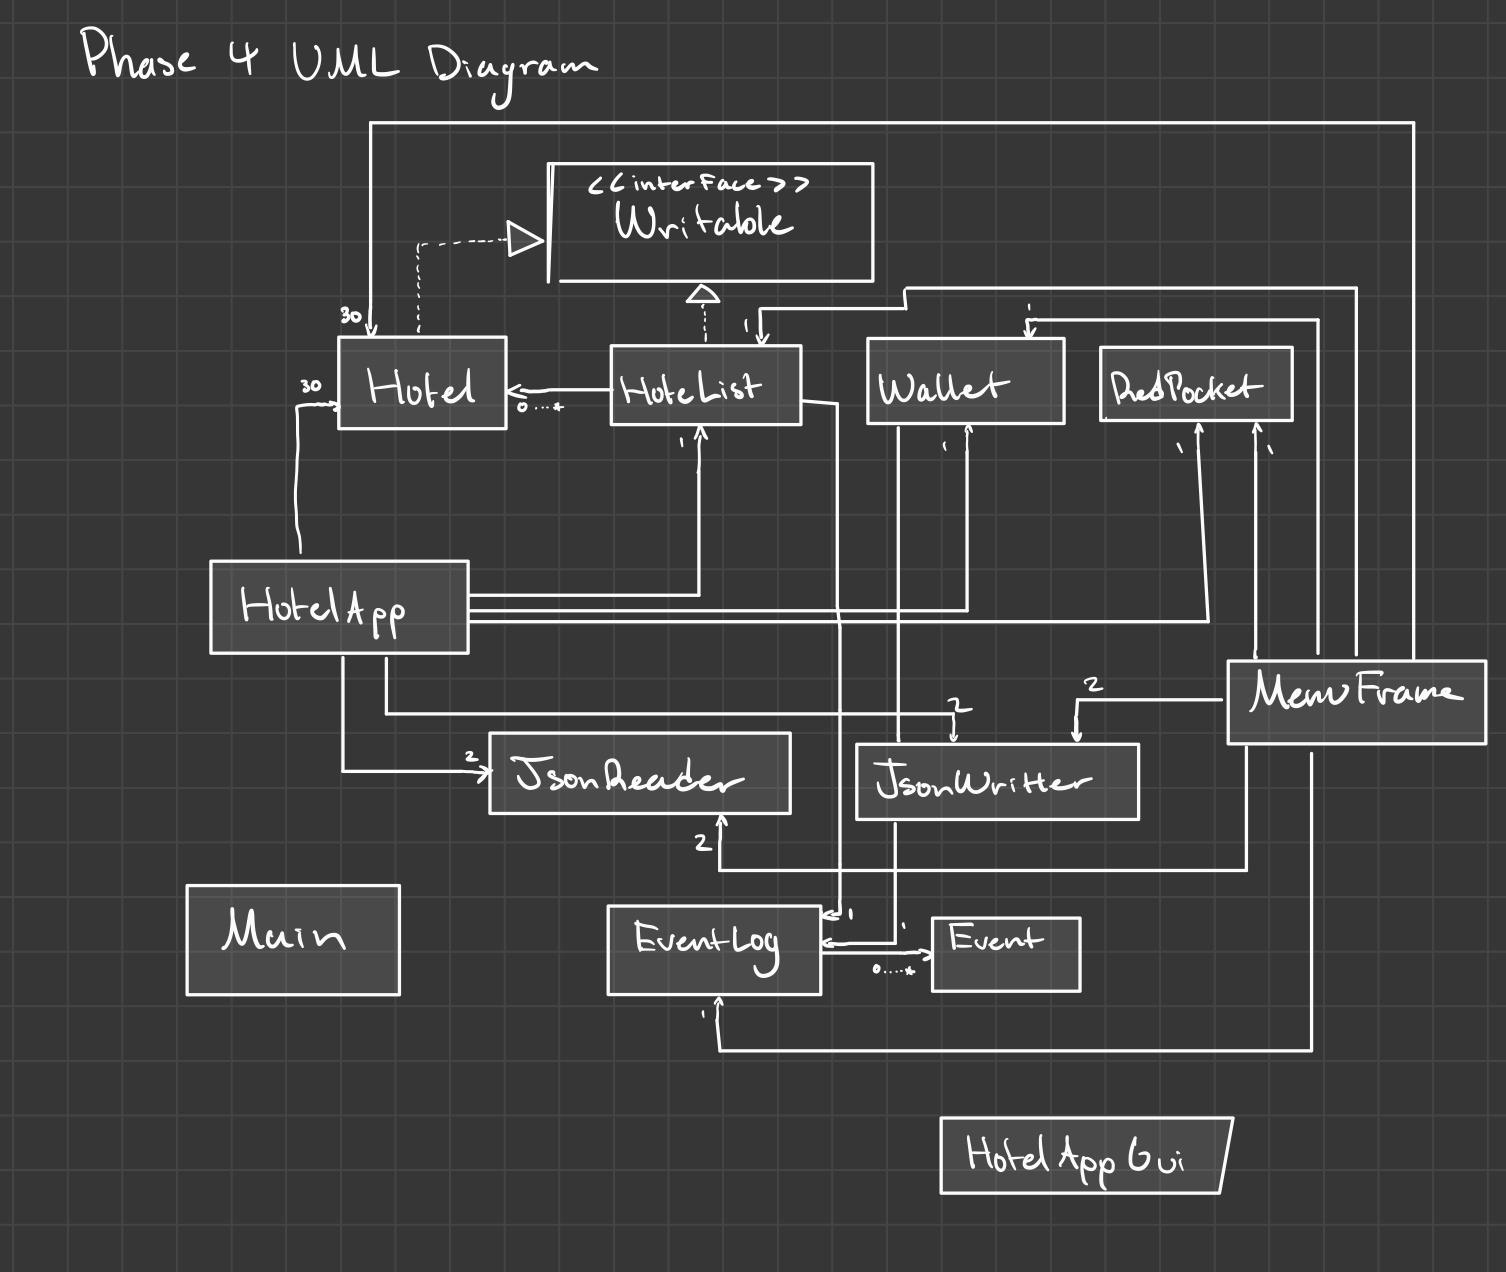 Phase 4 UML Diagram
<<interface>>
Writable
30
1
1
Hotel
HoteList
Wallet
RedPocket
30
0....*
1
1
1
1
HotelApp
2
2
MenuFrame
2
JsonReader
JsonWritter
2
Main
1
1
EventLog
Event
0....*
1
HotelAppGui